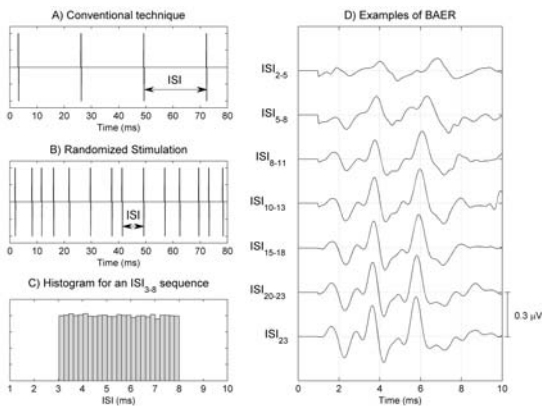 A) Conventional technique
ISI
0 10 20 30 40 50 60 70 80
Time (ms)
B) Randomized Stimulation
ISI
0 10 20 30 40 50 60 70 80
Time (ms)
C) Histogram for an ISI3-8 sequence
1 2 3 4 5 6 7 8 9 10
ISI (ms)
D) Examples of BAER
ISI2-5
ISI5-8
ISI8-11
ISI10-13
ISI15-18
ISI20-23
ISI23
0.3 μV
0 2 4 6 8 10
Time (ms)